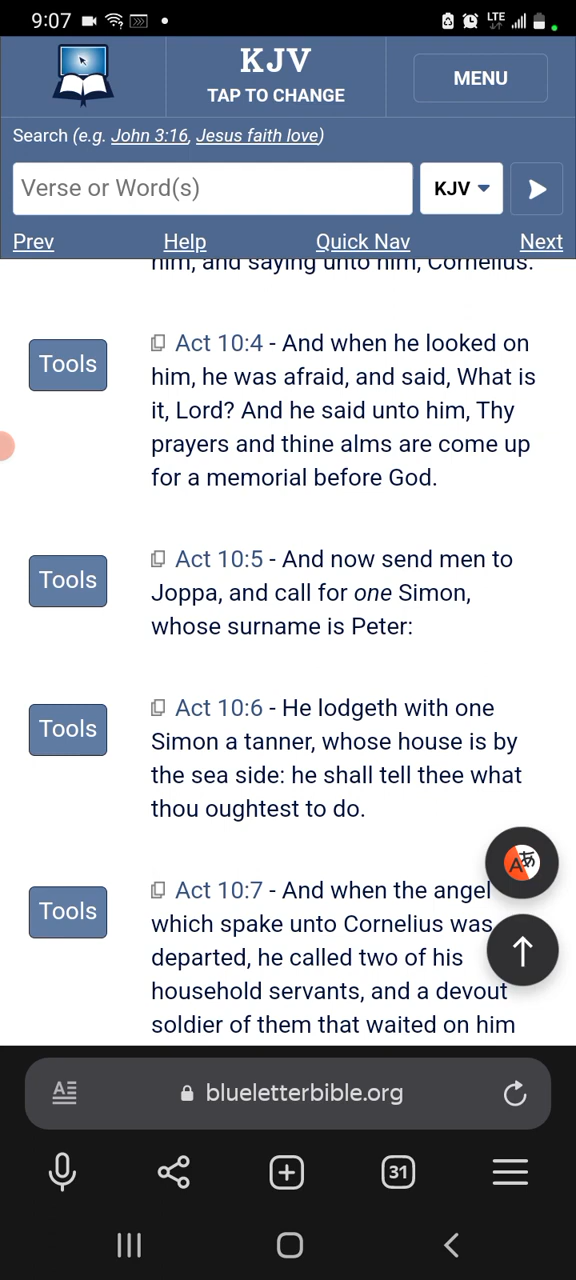 9:07
LTE
KJV
TAP TO CHANGE
MENU
Search (e.g. John 3:16, Jesus faith love)
Verse or Word(s)
KJV
Prev Help Quick Nav Next
him, and saying unto him, Cornelius.
Tools
Act 10:4 - And when he looked on
him, he was afraid, and said, What is
it, Lord? And he said unto him, Thy
prayers and thine alms are come up
for a memorial before God.
Tools
Act 10:5 - And now send men to
Joppa, and call for one Simon,
whose surname is Peter:
Tools
Act 10:6 - He lodgeth with one
Simon a tanner, whose house is by
the sea side: he shall tell thee what
thou oughtest to do.
Tools
Act 10:7 - And when the angel
which spake unto Cornelius was
departed, he called two of his
household servants, and a devout
soldier of them that waited on him
Aあ
A
blueletterbible.org
31